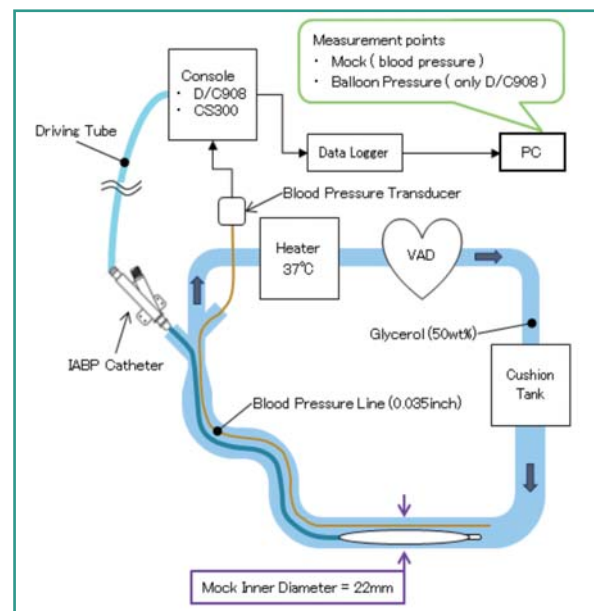 Measurement points
・ Mock ( blood pressure )
・ Balloon Pressure ( only D/C908 )
Console
・ D/C908
・ CS300
Driving Tube
Data Logger
PC
Blood Pressure Transducer
Heater
37℃
VAD
Glycerol (50wt%)
IABP Catheter
Cushion
Tank
Blood Pressure Line (0.035inch)
Mock Inner Diameter = 22mm